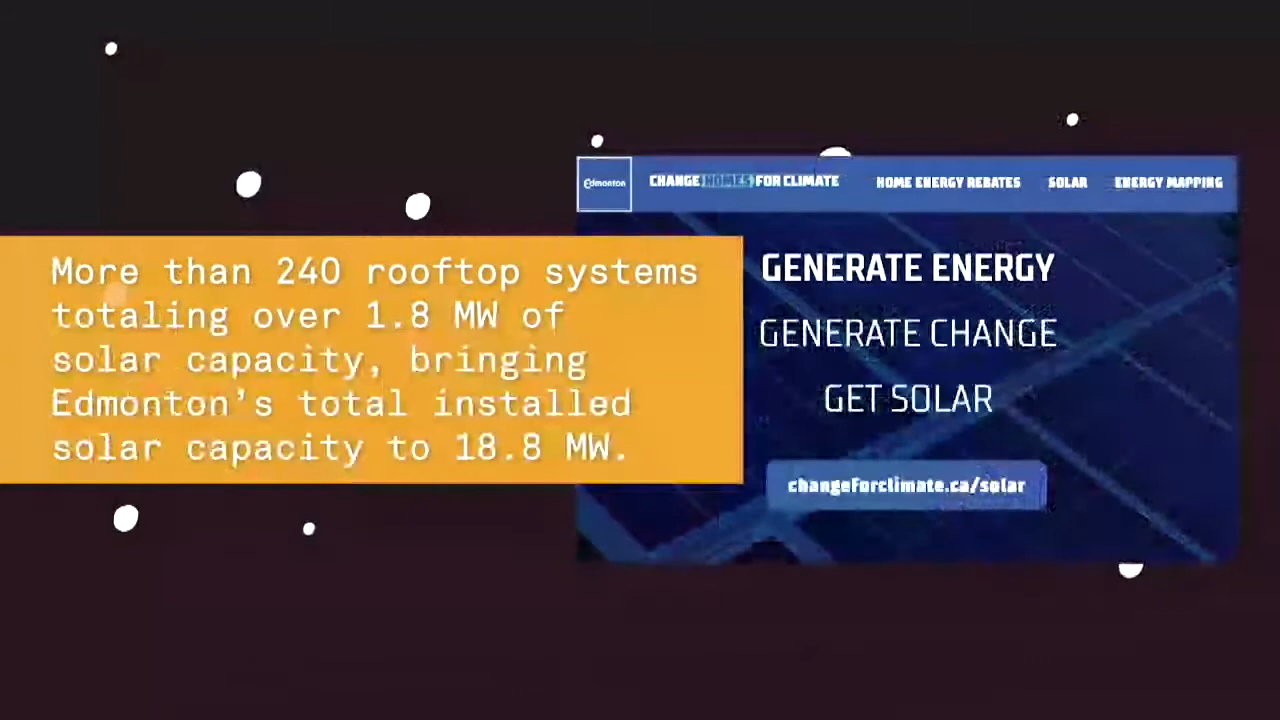 More than 240 rooftop systems
totaling over 1.8 MW of
solar capacity, bringing
Edmonton's total installed
solar capacity to 18.8 MW.
Edmonton
CHANGE HOMES FOR CLIMATE
HOME ENERGY REBATES
SOLAR
ENERGY MAPPING
GENERATE ENERGY
GENERATE CHANGE
GET SOLAR
changeforclimate.ca/solar